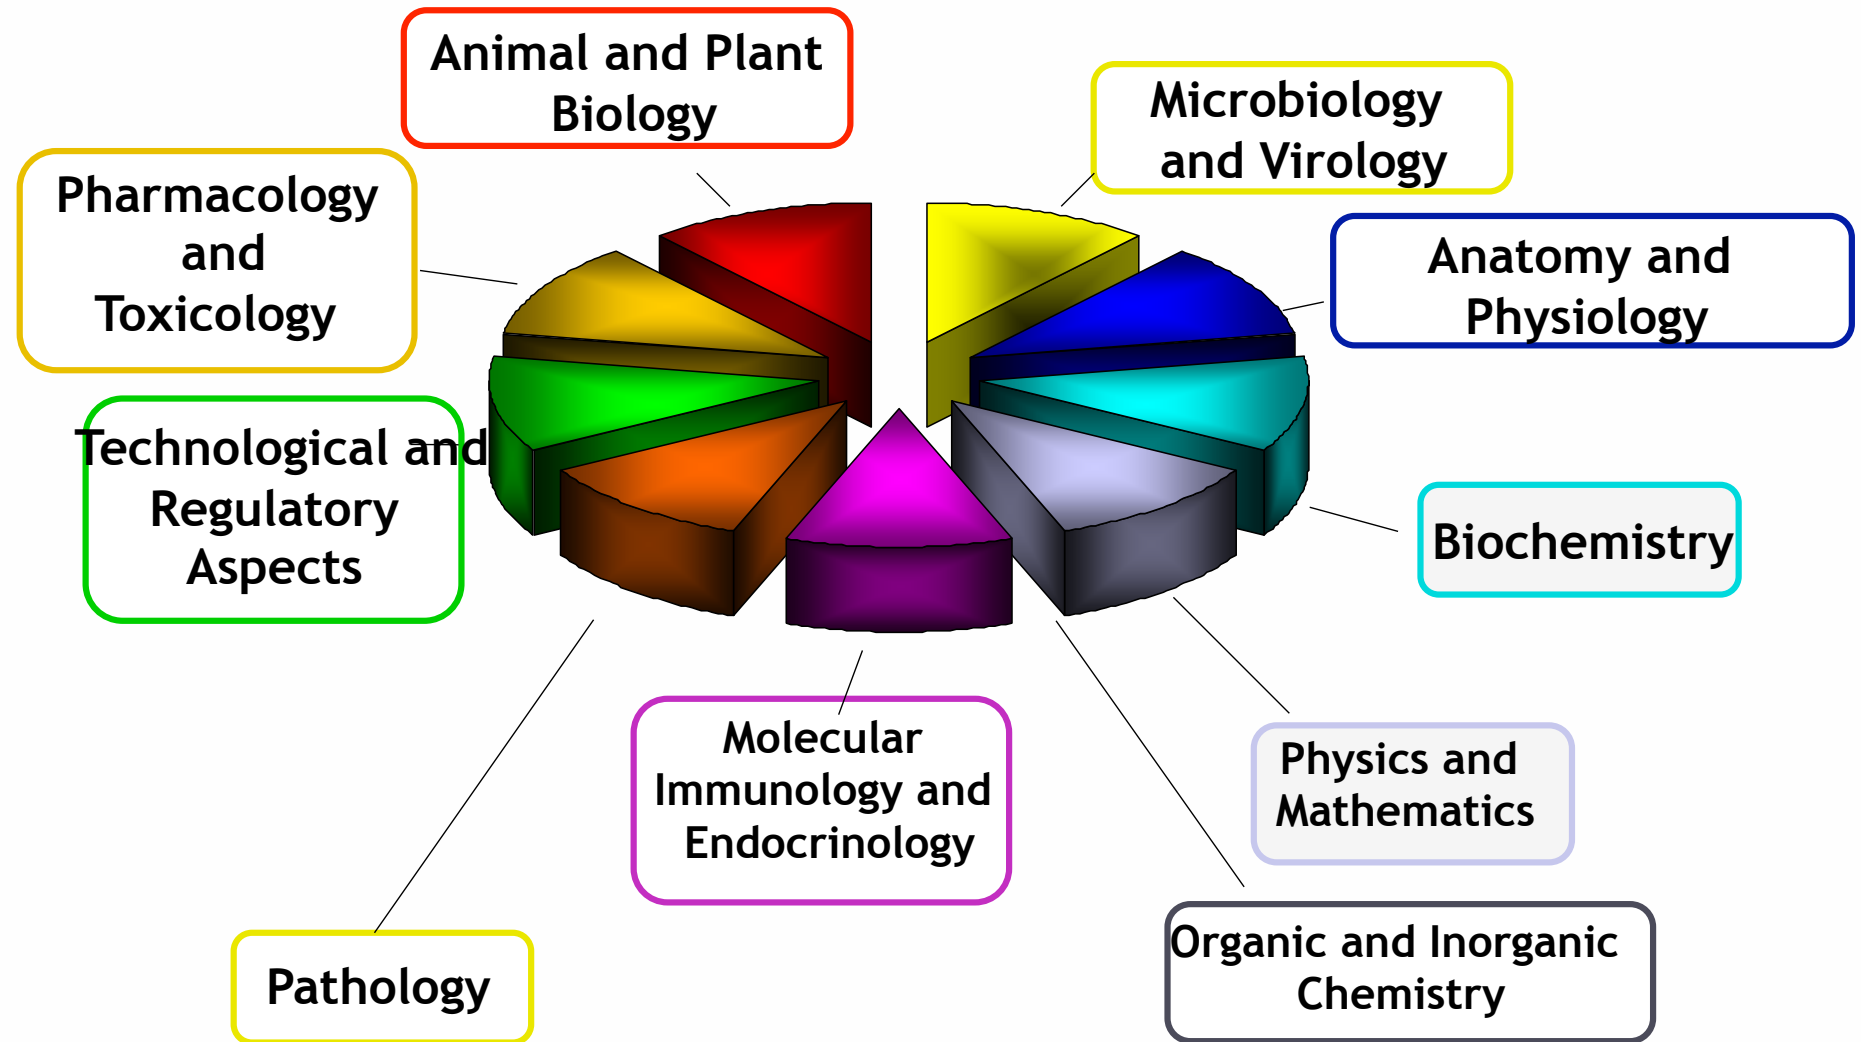 Animal and Plant
Biology
Microbiology
and Virology
Pharmacology
and
Toxicology
Anatomy and
Physiology
Technological and
Regulatory
Aspects
Biochemistry
Molecular
Immunology and
Endocrinology
Physics and
Mathematics
Organic and Inorganic
Chemistry
Pathology